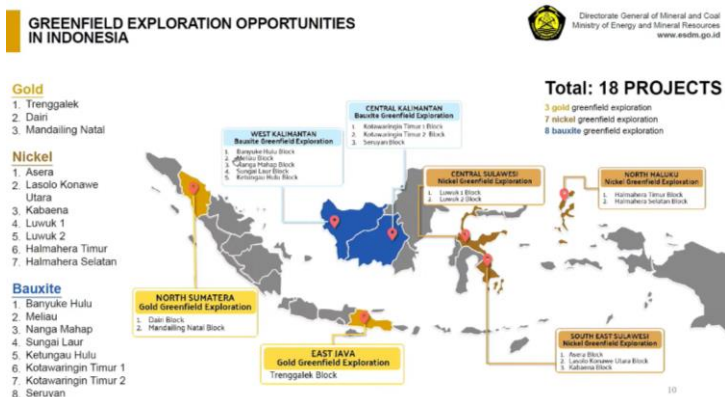 GREENFIELD EXPLORATION OPPORTUNITIES
IN INDONESIA
Directorate General of Mineral and Coal
Ministry of Energy and Mineral Resources
www.esdm.go.id
Gold
1. Trenggalek
2. Dairi
3. Mandailing Natal
Nickel
1. Asera
2. Lasolo Konawe
Utara
3. Kabaena
4. Luwuk 1
5. Luwuk 2
6. Halmahera Timur
7. Halmahera Selatan
Bauxite
1. Banyuke Hulu
2. Meliau
3. Nanga Mahap
4. Sungai Laur
5. Ketungau Hulu
6. Kotawaringin Timur 1
7. Kotawaringin Timur 2
8. Seruyan
Total: 18 PROJECTS
3 gold greenfield exploration
7 nickel greenfield exploration
8 bauxite greenfield exploration
WEST KALIMANTAN
Bauxite Greenfield Exploration
1. Banyuke Hulu Block
2. Meliau Block
3. Nanga Mahap Block
4. Sungai Laur Block
5. Ketungau Hulu Block
CENTRAL KALIMANTAN
Bauxite Greenfield Exploration
1. Kotawaringin Timur 1 Block
2. Kotawaringin Timur 2 Block
3. Seruyan Block
CENTRAL SULAWESI
Nickel Greenfield Exploration
1. Luwuk 1 Block
2. Luwuk 2 Block
NORTH MALUKU
Nickel Greenfield Exploration
1. Halmahera Timur Block
2. Halmahera Selatan Block
NORTH SUMATERA
Gold Greenfield Exploration
1. Dairi Block
2. Mandailing Natal Block
EAST JAVA
Gold Greenfield Exploration
Trenggalek Block
SOUTH EAST SULAWESI
Nickel Greenfield Exploration
1. Block
2. Lasolo Konawe Utara Block
3. Kabaena Block
10